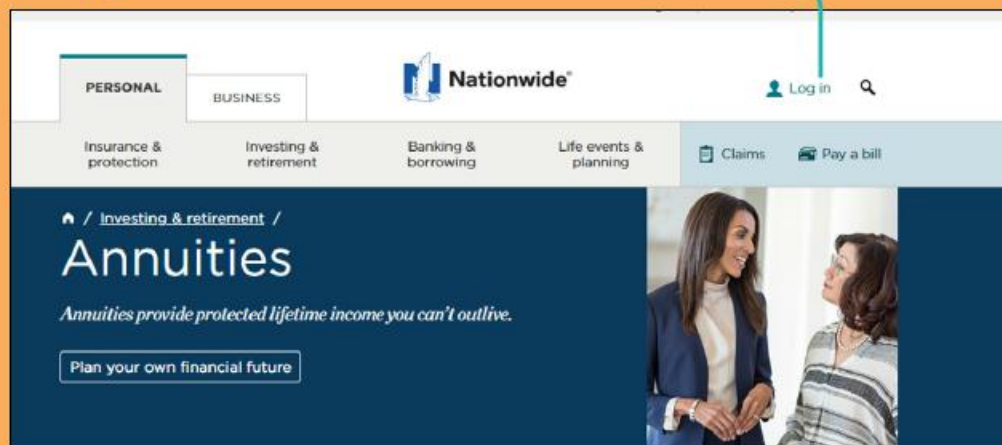 PERSONAL
BUSINESS
Nationwide®
Log in
Insurance &
protection
Investing &
retirement
Banking &
borrowing
Life events &
planning
Claims
Pay a bill
/ Investing & retirement /
Annuities
Annuities provide protected lifetime income you can't outlive.
Plan your own financial future